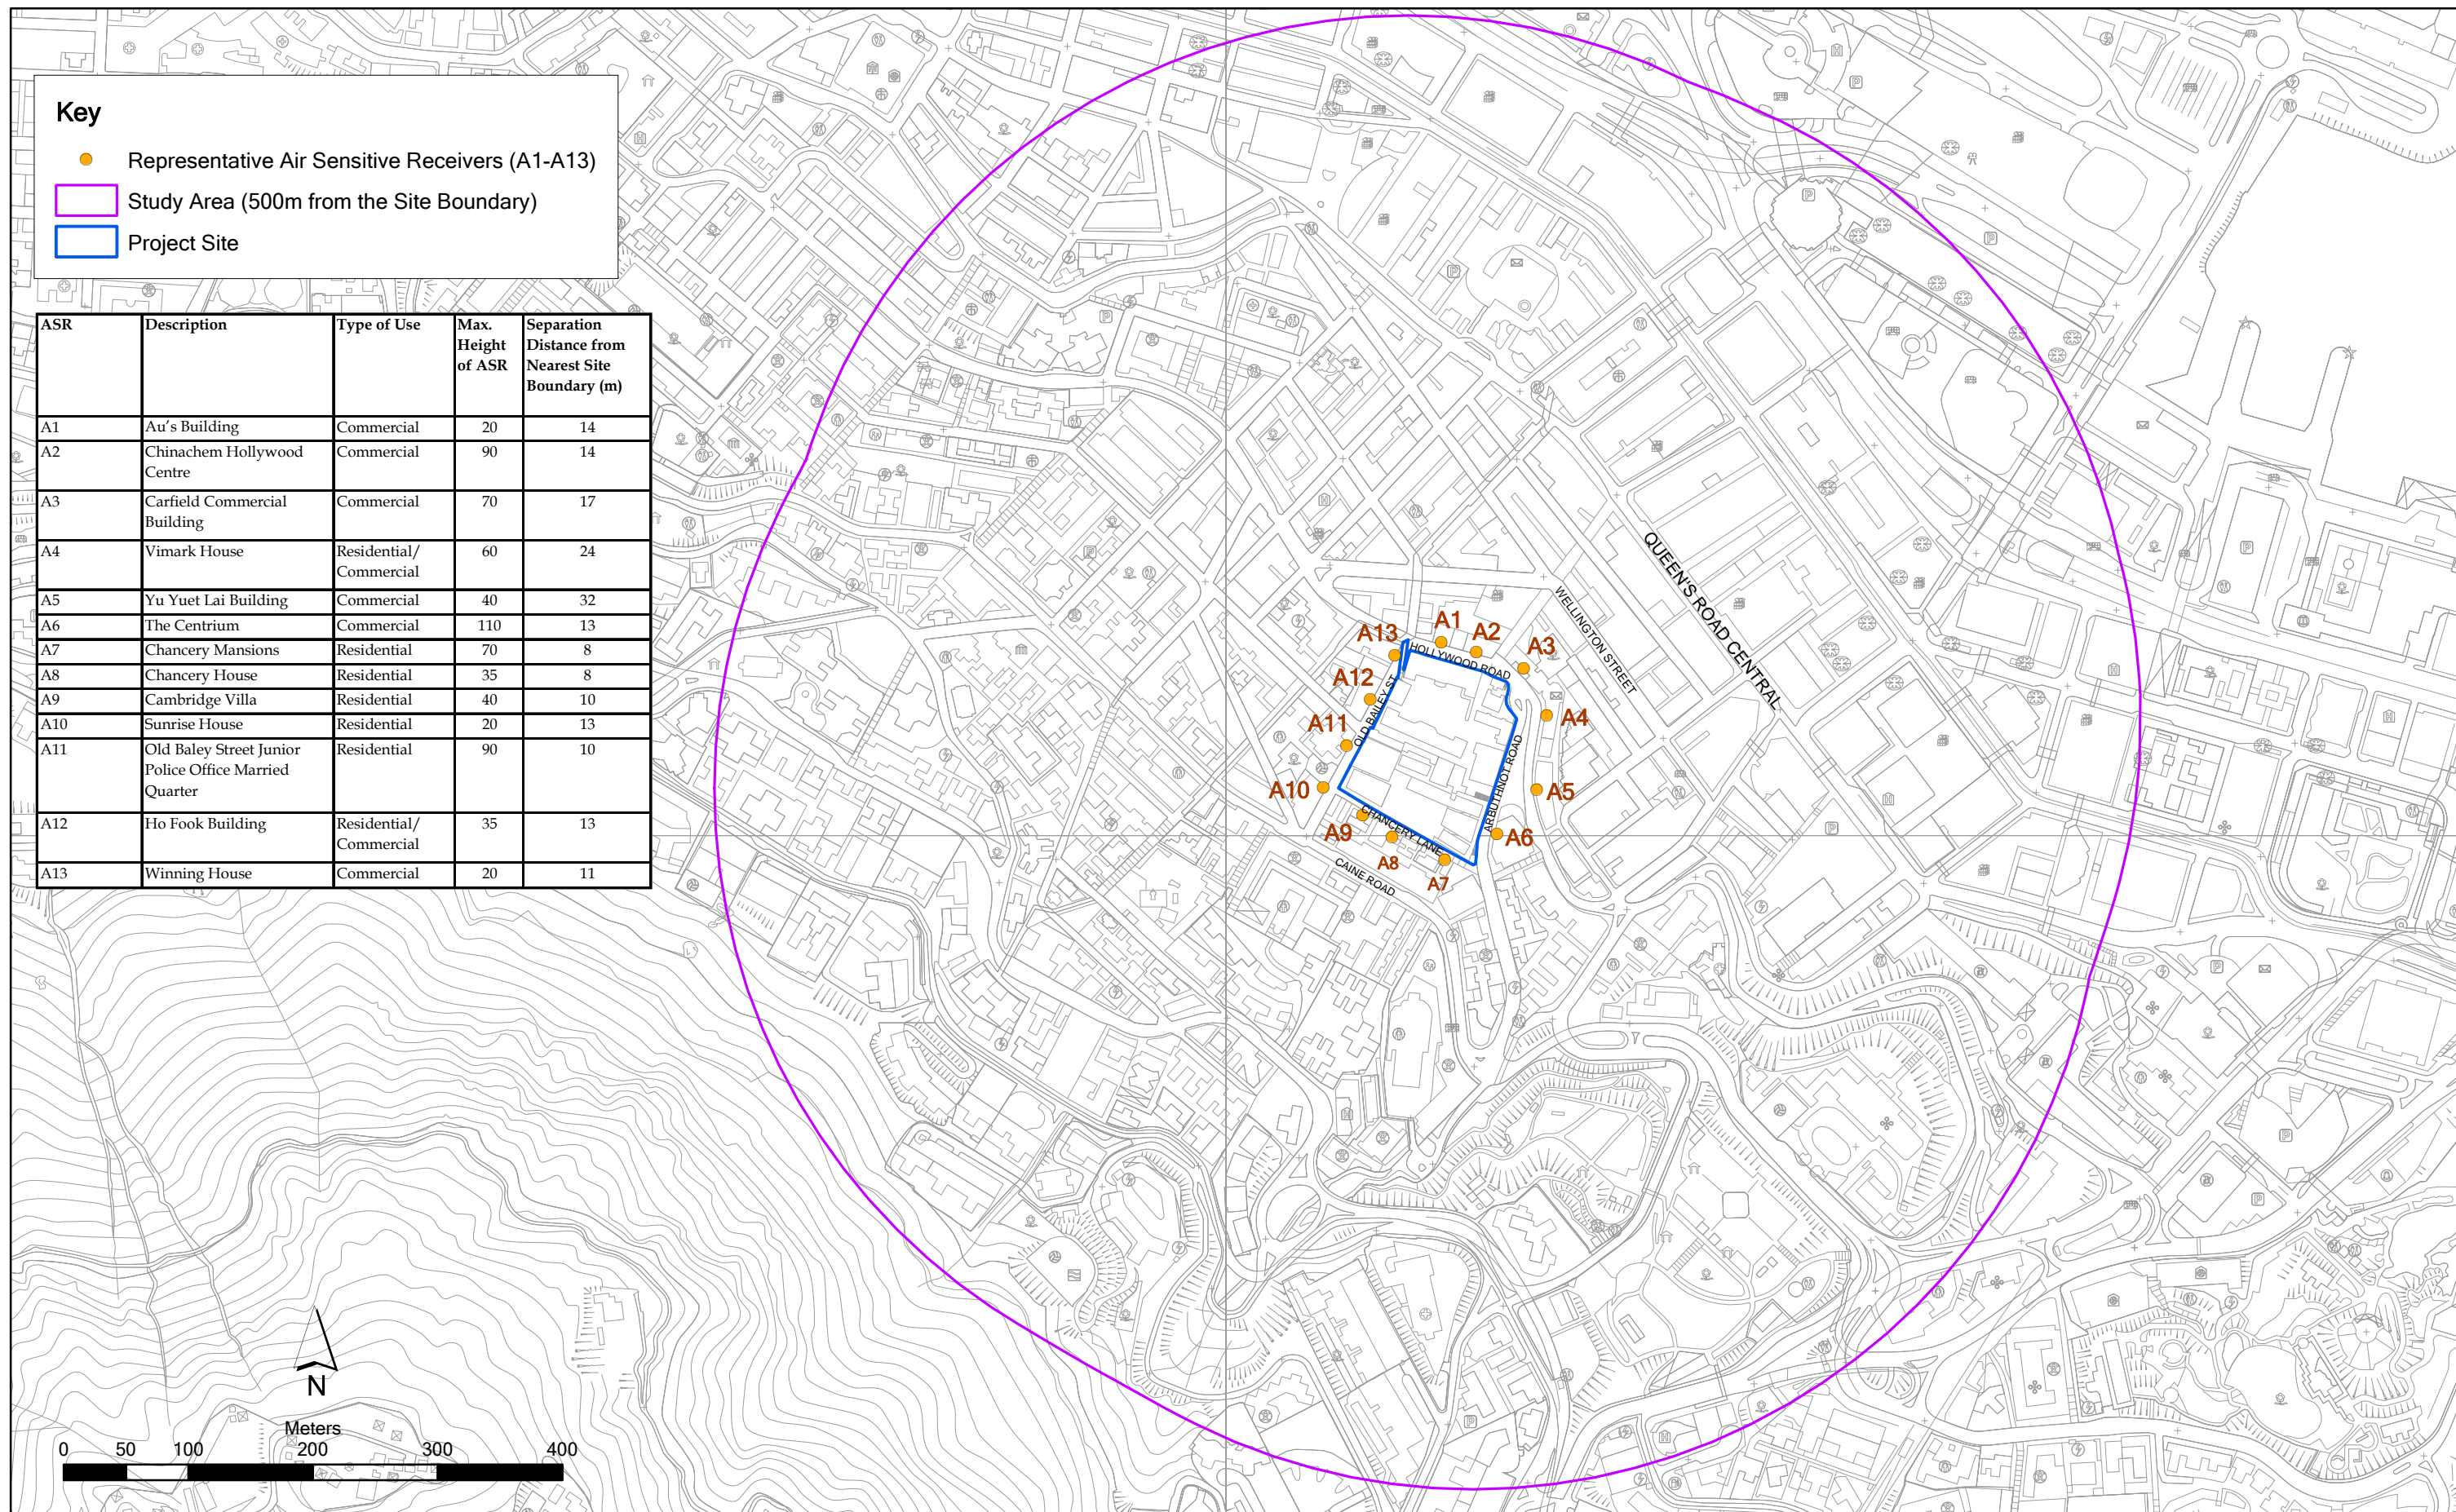 Key
Representative Air Sensitive Receivers (A1-A13)
Study Area (500m from the Site Boundary)
Project Site
ASR Description Type of Use Max. Height of ASR Separation Distance from Nearest Site Boundary (m)
A1 Au's Building Commercial 20 14
A2 Chinachem Hollywood Centre Commercial 90 14
A3 Carfield Commercial Building Commercial 70 17
A4 Vimark House Residential/ Commercial 60 24
A5 Yu Yuet Lai Building Commercial 40 32
A6 The Centrium Commercial 110 13
A7 Chancery Mansions Residential 70 8
A8 Chancery House Residential 35 8
A9 Cambridge Villa Residential 40 10
A10 Sunrise House Residential 20 13
A11 Old Baley Street Junior Police Office Married Quarter Residential 90 10
A12 Ho Fook Building Residential/ Commercial 35 13
A13 Winning House Commercial 20 11
QUEEN'S ROAD CENTRAL
WELLINGTON STREET
A1
A2
A13
HOLLYWOOD ROAD
A3
A12
OLD BAILEY ST
A11
A4
ARBUTHNOT ROAD
A10
A5
CHANCERY LANE
A9
A6
A8
A7
CAINE ROAD
N
Meters
0 50 100 200 300 400